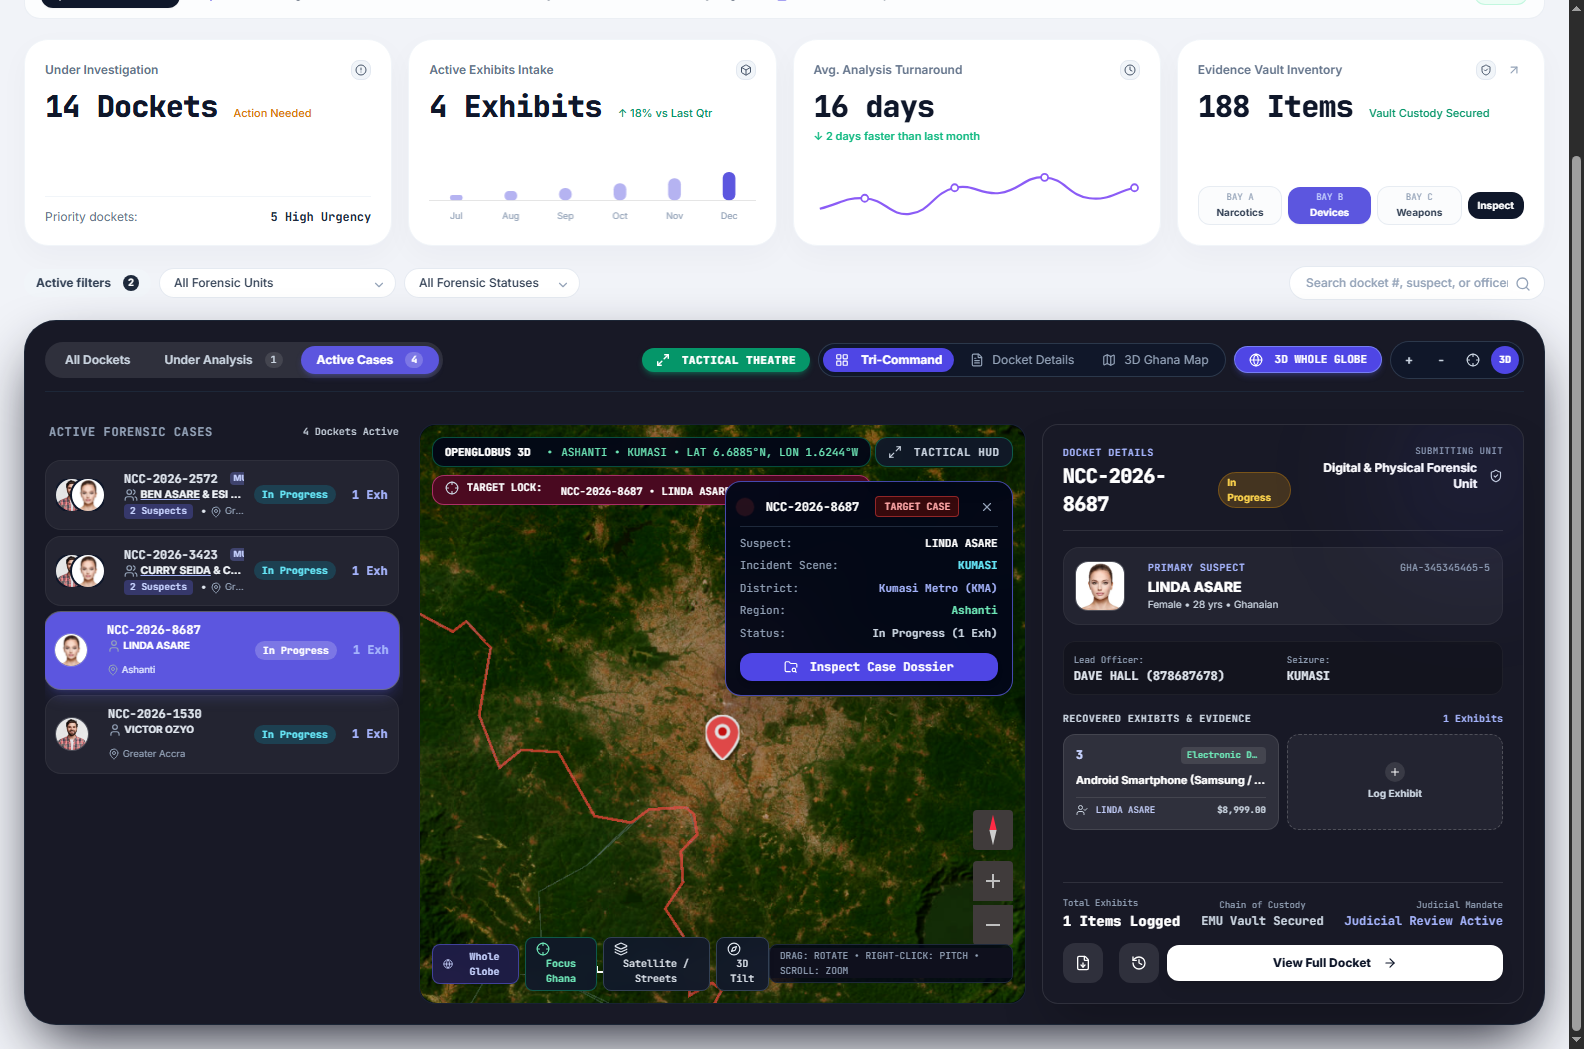 Under Investigation
14 Dockets Action Needed
Priority dockets: 5 High Urgency
Active Exhibits Intake
4 Exhibits ↑ 18% vs Last Qtr
Jul Aug Sep Oct Nov Dec
Avg. Analysis Turnaround
16 days
↓ 2 days faster than last month
Evidence Vault Inventory
188 Items Vault Custody Secured
BAY A
Narcotics
BAY B
Devices
BAY C
Weapons
Inspect
Active filters 2
All Forensic Units
All Forensic Statuses
Search docket #, suspect, or officer
All Dockets
Under Analysis 1
Active Cases 4
TACTICAL THEATRE
Tri-Command
Docket Details
3D Ghana Map
3D WHOLE GLOBE
+ - 3D
ACTIVE FORENSIC CASES 4 Dockets Active
NCC-2026-2572
BEN ASARE & ESI ...
2 Suspects • Gr...
In Progress 1 Exh
NCC-2026-3423
CURRY SEIDA & C...
2 Suspects • Gr...
In Progress 1 Exh
NCC-2026-8687
LINDA ASARE
Ashanti
In Progress 1 Exh
NCC-2026-1530
VICTOR OZYO
Greater Accra
In Progress 1 Exh
OPENGLOBUS 3D • ASHANTI • KUMASI • LAT 6.6885°N, LON 1.6244°W
TACTICAL HUD
TARGET LOCK: NCC-2026-8687 • LINDA ASAR
NCC-2026-8687 TARGET CASE
Suspect: LINDA ASARE
Incident Scene: KUMASI
District: Kumasi Metro (KMA)
Region: Ashanti
Status: In Progress (1 Exh)
Inspect Case Dossier
Whole
Globe
Focus
Ghana
Satellite /
Streets
3D
Tilt
DRAG: ROTATE • RIGHT-CLICK: PITCH •
SCROLL: ZOOM
DOCKET DETAILS
NCC-2026-
8687
In
Progress
SUBMITTING UNIT
Digital & Physical Forensic
Unit
PRIMARY SUSPECT GHA-345345465-5
LINDA ASARE
Female • 28 yrs • Ghanaian
Lead Officer:
DAVE HALL (878687678)
Seizure:
KUMASI
RECOVERED EXHIBITS & EVIDENCE 1 Exhibits
3 Electronic D…
Android Smartphone (Samsung / ...
LINDA ASARE $8,999.00
Log Exhibit
Total Exhibits
1 Items Logged
Chain of Custody
EMU Vault Secured
Judicial Mandate
Judicial Review Active
View Full Docket →